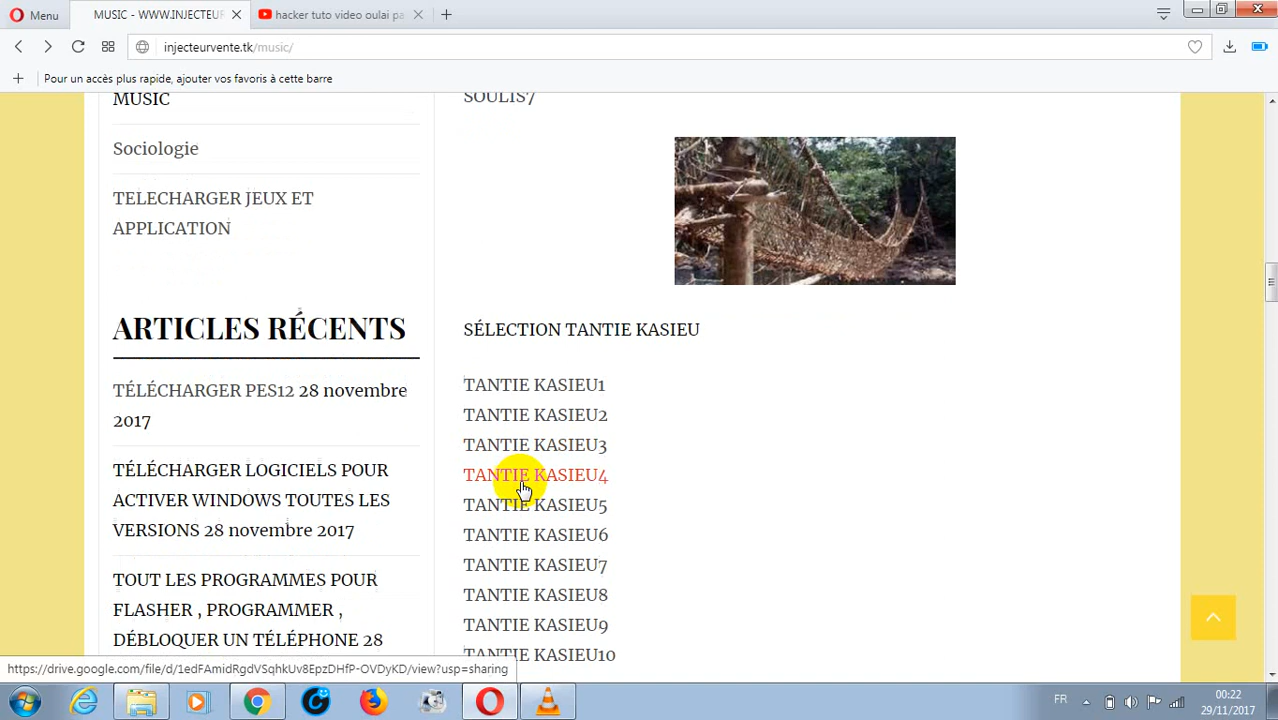 Menu
MUSIC - WWW.INJECTEUR
hacker tuto video oulai pa
injecteurvente.tk/music/
Pour un accès plus rapide, ajouter vos favoris à cette barre
MUSIC
Sociologie
TELECHARGER JEUX ET
APPLICATION
ARTICLES RÉCENTS
TÉLÉCHARGER PES12 28 novembre
2017
TÉLÉCHARGER LOGICIELS POUR
ACTIVER WINDOWS TOUTES LES
VERSIONS 28 novembre 2017
TOUT LES PROGRAMMES POUR
FLASHER , PROGRAMMER ,
DÉBLOQUER UN TÉLÉPHONE 28
SOULIS7
SÉLECTION TANTIE KASIEU
TANTIE KASIEU1
TANTIE KASIEU2
TANTIE KASIEU3
TANTIE KASIEU4
TANTIE KASIEU5
TANTIE KASIEU6
TANTIE KASIEU7
TANTIE KASIEU8
TANTIE KASIEU9
TANTIE KASIEU10
https://drive.google.com/file/d/1edFAmidRgdVSqhkUv8EpzDHfP-OVDyKD/view?usp=sharing
FR
00:22
29/11/2017